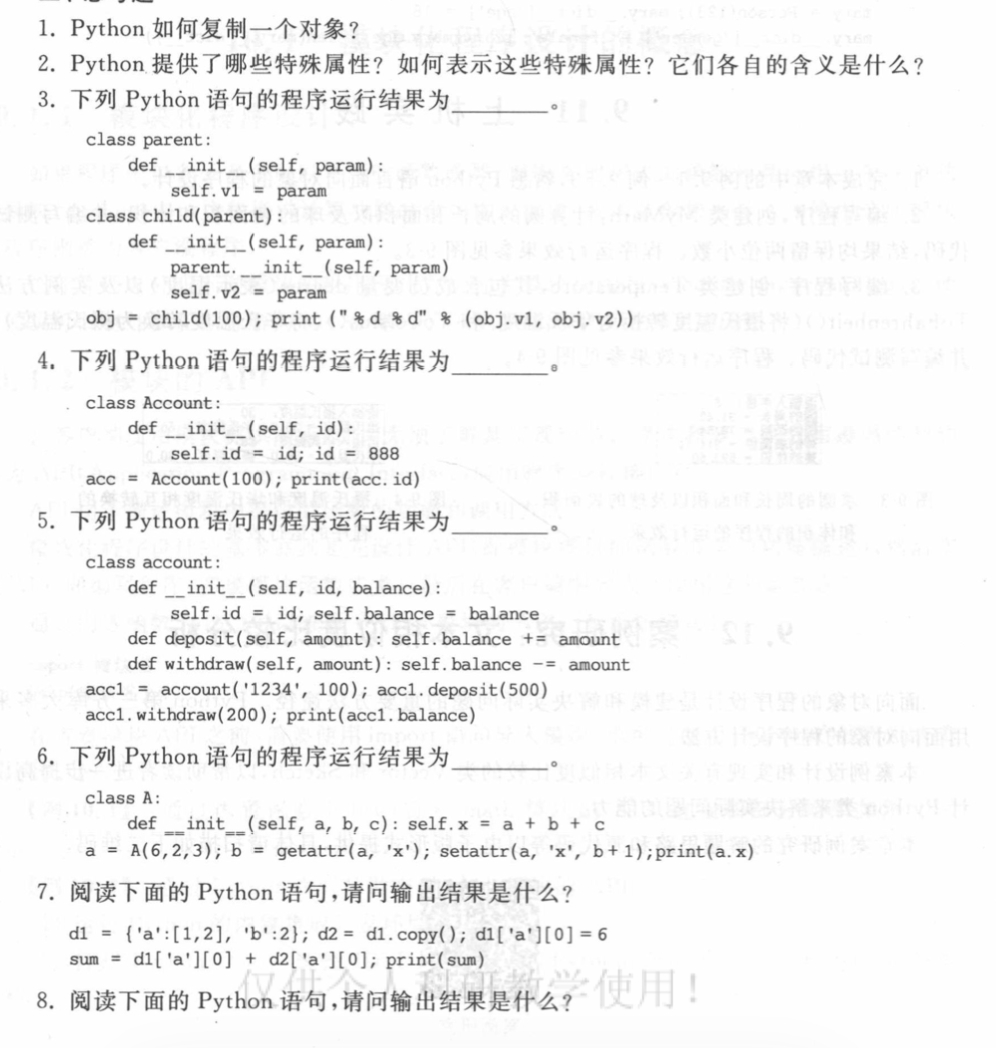 1. Python 如何复制一个对象?
2. Python 提供了哪些特殊属性? 如何表示这些特殊属性? 它们各自的含义是什么?
3. 下列 Python 语句的程序运行结果为________。
class parent:
    def __init__(self, param):
        self.v1 = param
class child(parent):
    def __init__(self, param):
        parent.__init__(self, param)
        self.v2 = param
obj = child(100); print ("%d %d" % (obj.v1, obj.v2))
4. 下列 Python 语句的程序运行结果为________。
class Account:
    def __init__(self, id):
        self.id = id; id = 888
acc = Account(100); print(acc.id)
5. 下列 Python 语句的程序运行结果为________。
class account:
    def __init__(self, id, balance):
        self.id = id; self.balance = balance
    def deposit(self, amount): self.balance += amount
    def withdraw(self, amount): self.balance -= amount
acc1 = account('1234', 100); acc1.deposit(500)
acc1.withdraw(200); print(acc1.balance)
6. 下列 Python 语句的程序运行结果为________。
class A:
    def __init__(self, a, b, c): self.x = a + b + c
a = A(6,2,3); b = getattr(a, 'x'); setattr(a, 'x', b+1);print(a.x)
7. 阅读下面的 Python 语句,请问输出结果是什么?
d1 = {'a':[1,2], 'b':2}; d2 = d1.copy(); d1['a'][0] = 6
sum = d1['a'][0] + d2['a'][0]; print(sum)
仅供个人科研教学使用!
8. 阅读下面的 Python 语句,请问输出结果是什么?